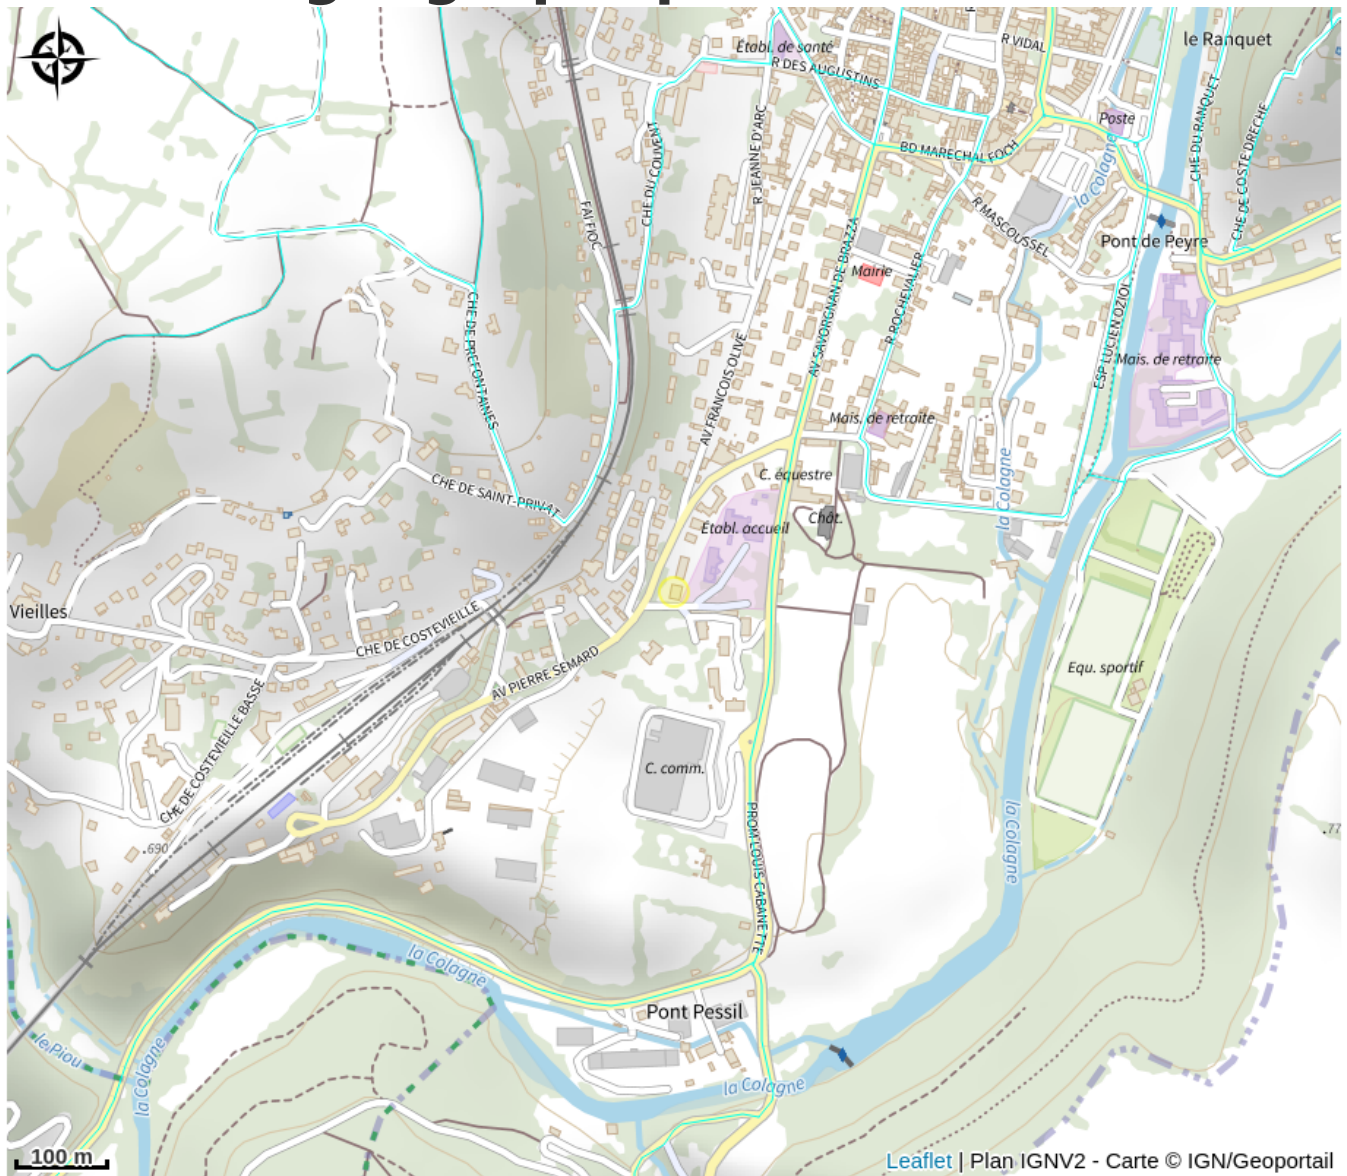 le Ranquet
R VIDAL
Etabl. de santé
R DES AUGUSTINS
Poste
CHE DU RANQUET
CHE DE COSTE DRECHE
BD MARECHAL FOCH
la Colagne
CHE DU COUVENT
R JEANNE D'ARC
FAI FIOC
R MASCOUSSEL
Pont de Peyre
Mairie
AV SAVORGNAN DE BRAZZA
R ROCHEVALIER
ESP LUCIEN OZIOL
Mais. de retraite
CHE DE PREFONTAINES
AV FRANCOIS OLIVE
Mais. de retraite
C. équestre
CHE DE SAINT-PRIVAT
la Colagne
Etabl. accueil
Chât.
Vieilles
CHE DE COSTEVIEILLE
AV PIERRE SEMARD
Equ. sportif
CHE DE COSTEVIEILLE BASSE
C. comm.
PROM LOUIS CABANETTE
la Colagne
.690
.77
la Colagne
Pont Pessil
le Piou
la Colagne
la Colagne
100 m
Leaflet | Plan IGNV2 - Carte © IGN/Geoportail